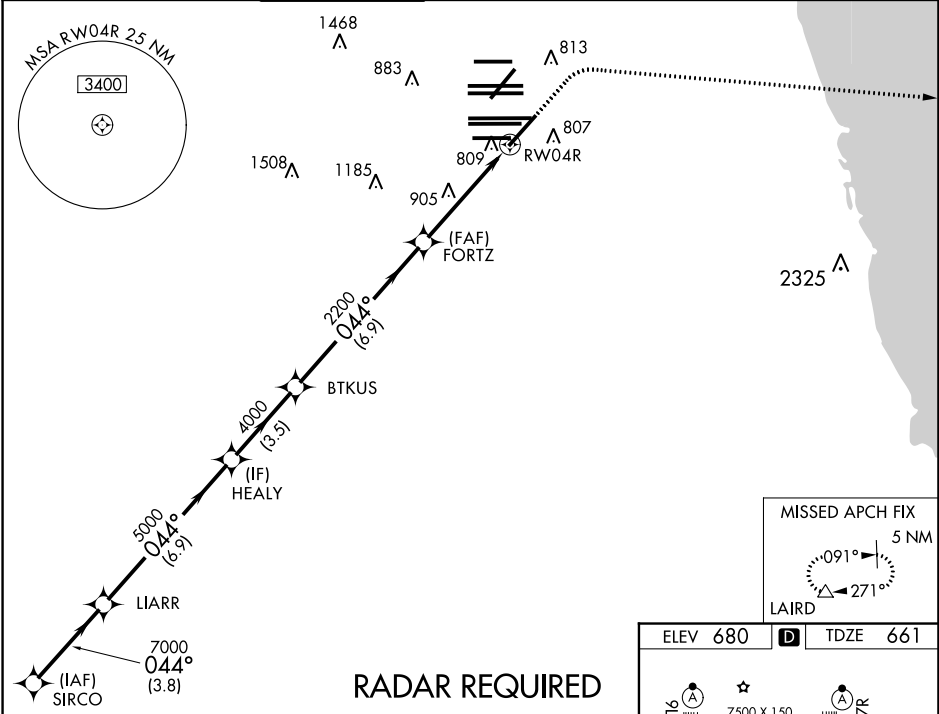 MSA RW04R 25 NM
3400
1468
883
813
807
809
RW04R
1508
1185
905
(FAF)
FORTZ
2325
2200
044°
(6.9)
BTKUS
4000
(3.5)
(IF)
HEALY
5000
044°
(6.9)
LIARR
7000
044°
(3.8)
(IAF)
SIRCO
RADAR REQUIRED
MISSED APCH FIX
5 NM
091°
271°
LAIRD
ELEV 680 D TDZE 661
A
A
7500 X 150